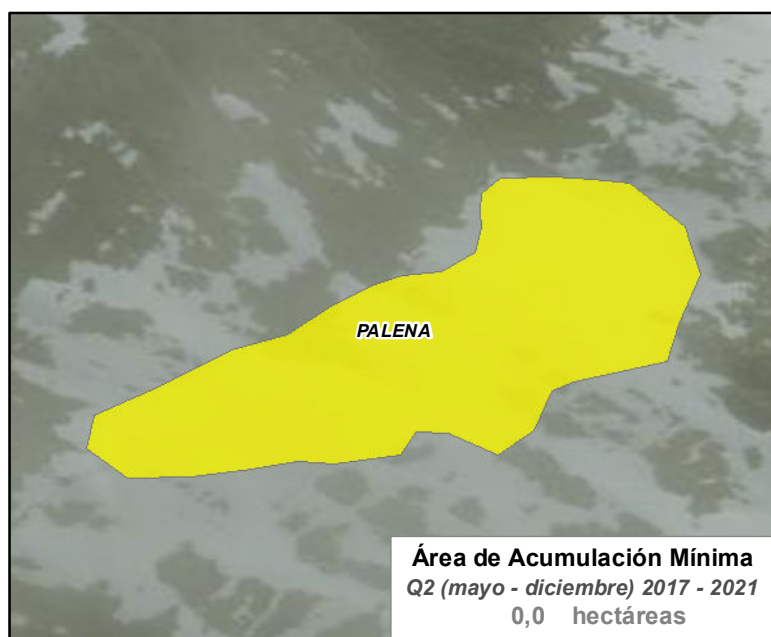 PALENA
Área de Acumulación Mínima
Q2 (mayo - diciembre) 2017 - 2021
0,0 hectáreas